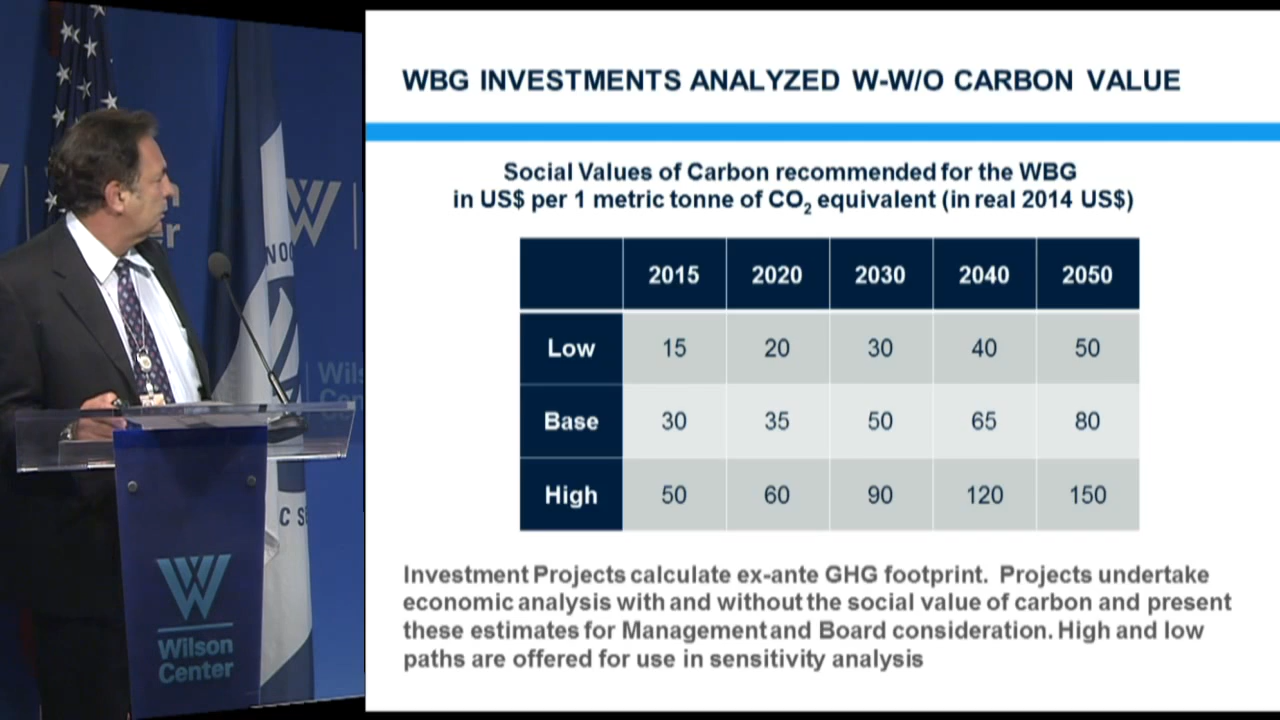 WBG INVESTMENTS ANALYZED W-W/O CARBON VALUE
Social Values of Carbon recommended for the WBG
in US$ per 1 metric tonne of CO2 equivalent (in real 2014 US$)
2015 2020 2030 2040 2050
Low 15 20 30 40 50
Base 30 35 50 65 80
High 50 60 90 120 150
Investment Projects calculate ex-ante GHG footprint. Projects undertake
economic analysis with and without the social value of carbon and present
these estimates for Management and Board consideration. High and low
paths are offered for use in sensitivity analysis
Wilson
Center